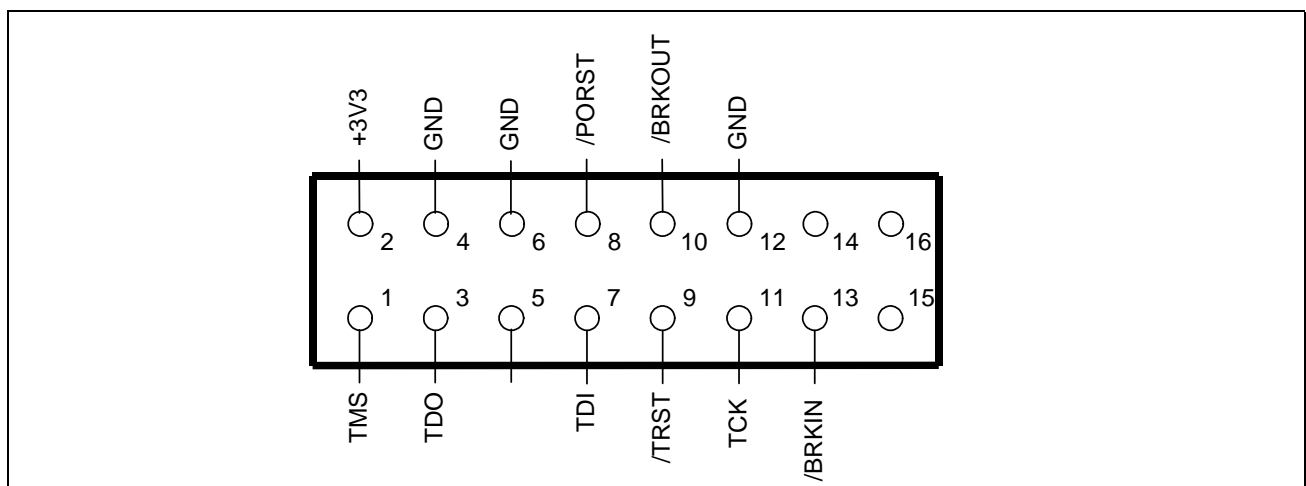 +3V3
GND
GND
/PORST
/BRKOUT
GND
2
4
6
8
10
12
14
16
1
3
5
7
9
11
13
15
TMS
TDO
TDI
/TRST
TCK
/BRKIN